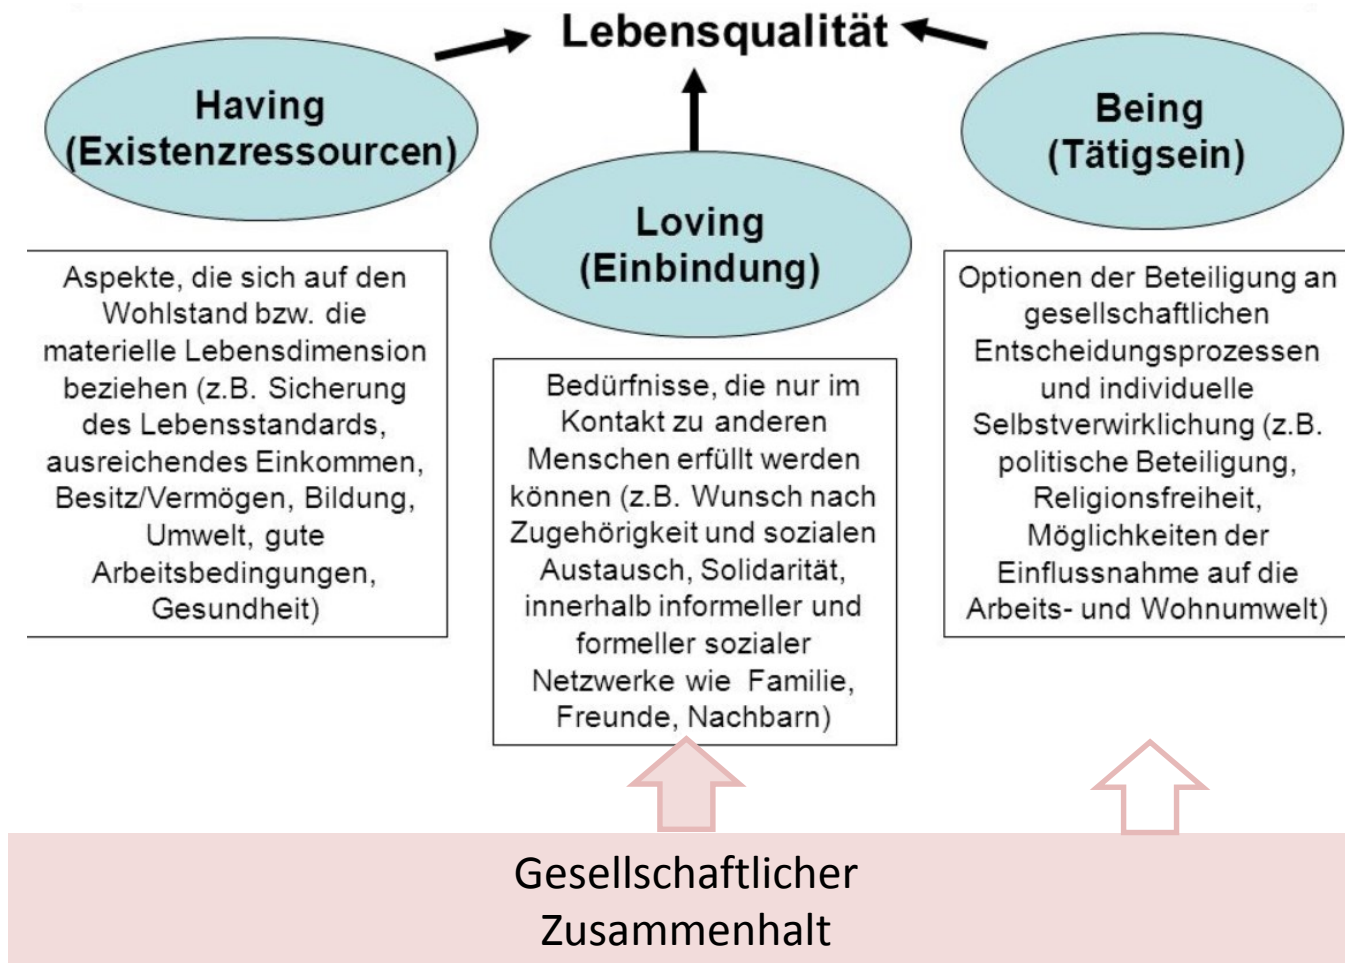 Lebensqualität
Having
(Existenzressourcen)
Aspekte, die sich auf den
Wohlstand bzw. die
materielle Lebensdimension
beziehen (z.B. Sicherung
des Lebensstandards,
ausreichendes Einkommen,
Besitz/Vermögen, Bildung,
Umwelt, gute
Arbeitsbedingungen,
Gesundheit)
Loving
(Einbindung)
Bedürfnisse, die nur im
Kontakt zu anderen
Menschen erfüllt werden
können (z.B. Wunsch nach
Zugehörigkeit und sozialen
Austausch, Solidarität,
innerhalb informeller und
formeller sozialer
Netzwerke wie Familie,
Freunde, Nachbarn)
Being
(Tätigsein)
Optionen der Beteiligung an
gesellschaftlichen
Entscheidungsprozessen
und individuelle
Selbstverwirklichung (z.B.
politische Beteiligung,
Religionsfreiheit,
Möglichkeiten der
Einflussnahme auf die
Arbeits- und Wohnumwelt)
Gesellschaftlicher
Zusammenhalt